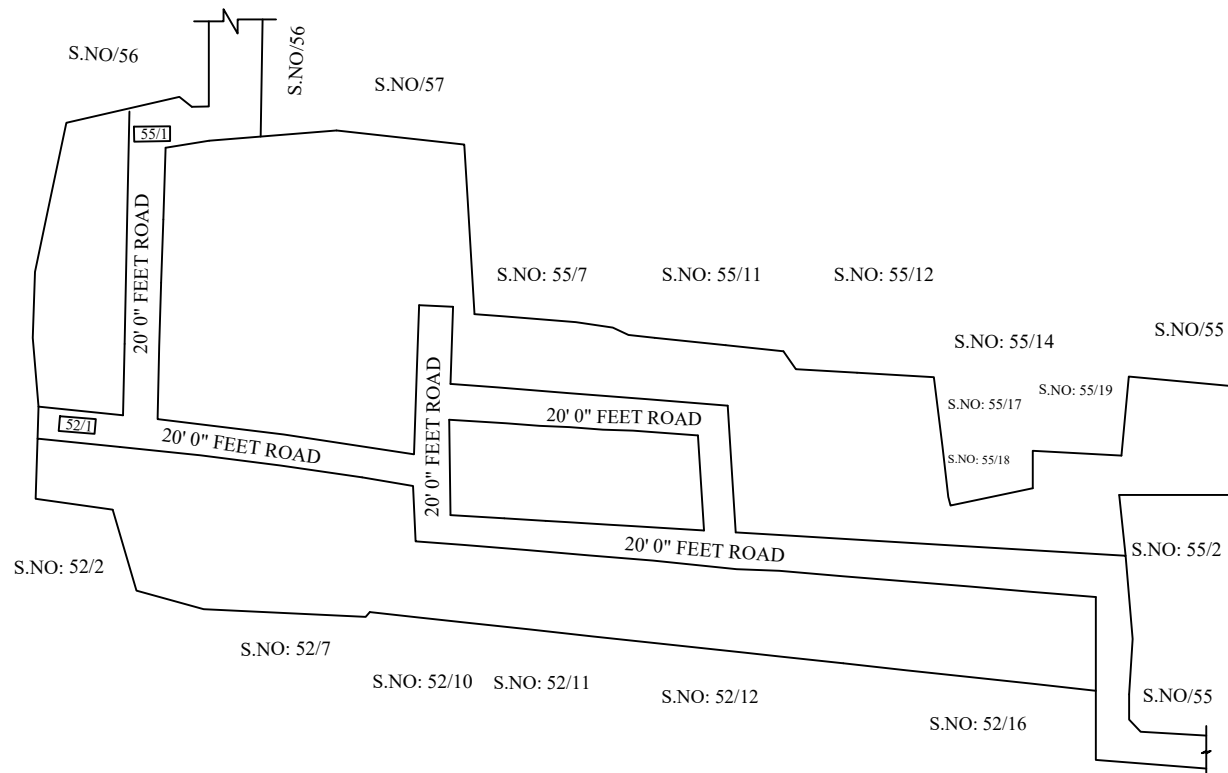 S.NO/56
S.NO/56
S.NO/57
55/1
20' 0" FEET ROAD
S.NO: 55/7
S.NO: 55/11
S.NO: 55/12
S.NO: 55/14
S.NO/55
S.NO: 55/17
S.NO: 55/19
20' 0" FEET ROAD
20' 0" FEET ROAD
52/1
20' 0" FEET ROAD
S.NO: 55/18
20' 0" FEET ROAD
S.NO: 55/2
S.NO: 52/2
S.NO: 52/7
S.NO: 52/10
S.NO: 52/11
S.NO: 52/12
S.NO/55
S.NO: 52/16